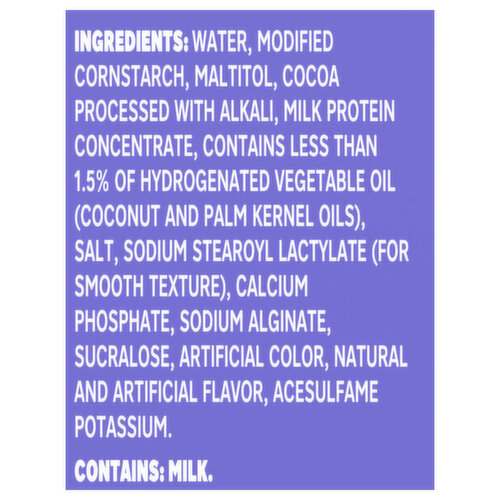 INGREDIENTS: WATER, MODIFIED
CORNSTARCH, MALTITOL, COCOA
PROCESSED WITH ALKALI, MILK PROTEIN
CONCENTRATE, CONTAINS LESS THAN
1.5% OF HYDROGENATED VEGETABLE OIL
(COCONUT AND PALM KERNEL OILS),
SALT, SODIUM STEAROYL LACTYLATE (FOR
SMOOTH TEXTURE), CALCIUM
PHOSPHATE, SODIUM ALGINATE,
SUCRALOSE, ARTIFICIAL COLOR, NATURAL
AND ARTIFICIAL FLAVOR, ACESULFAME
POTASSIUM.
CONTAINS: MILK.